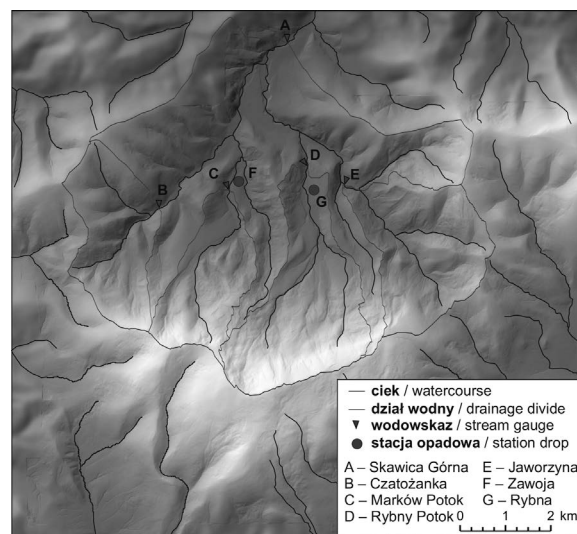 A
B
C
F
D
G
E
ciek / watercourse
dział wodny / drainage divide
wodowskaz / stream gauge
stacja opadowa / station drop
A – Skawica Górna E – Jaworzyna
B – Czatożanka F – Zawoja
C – Marków Potok G – Rybna
D – Rybny Potok
0 1 2 km